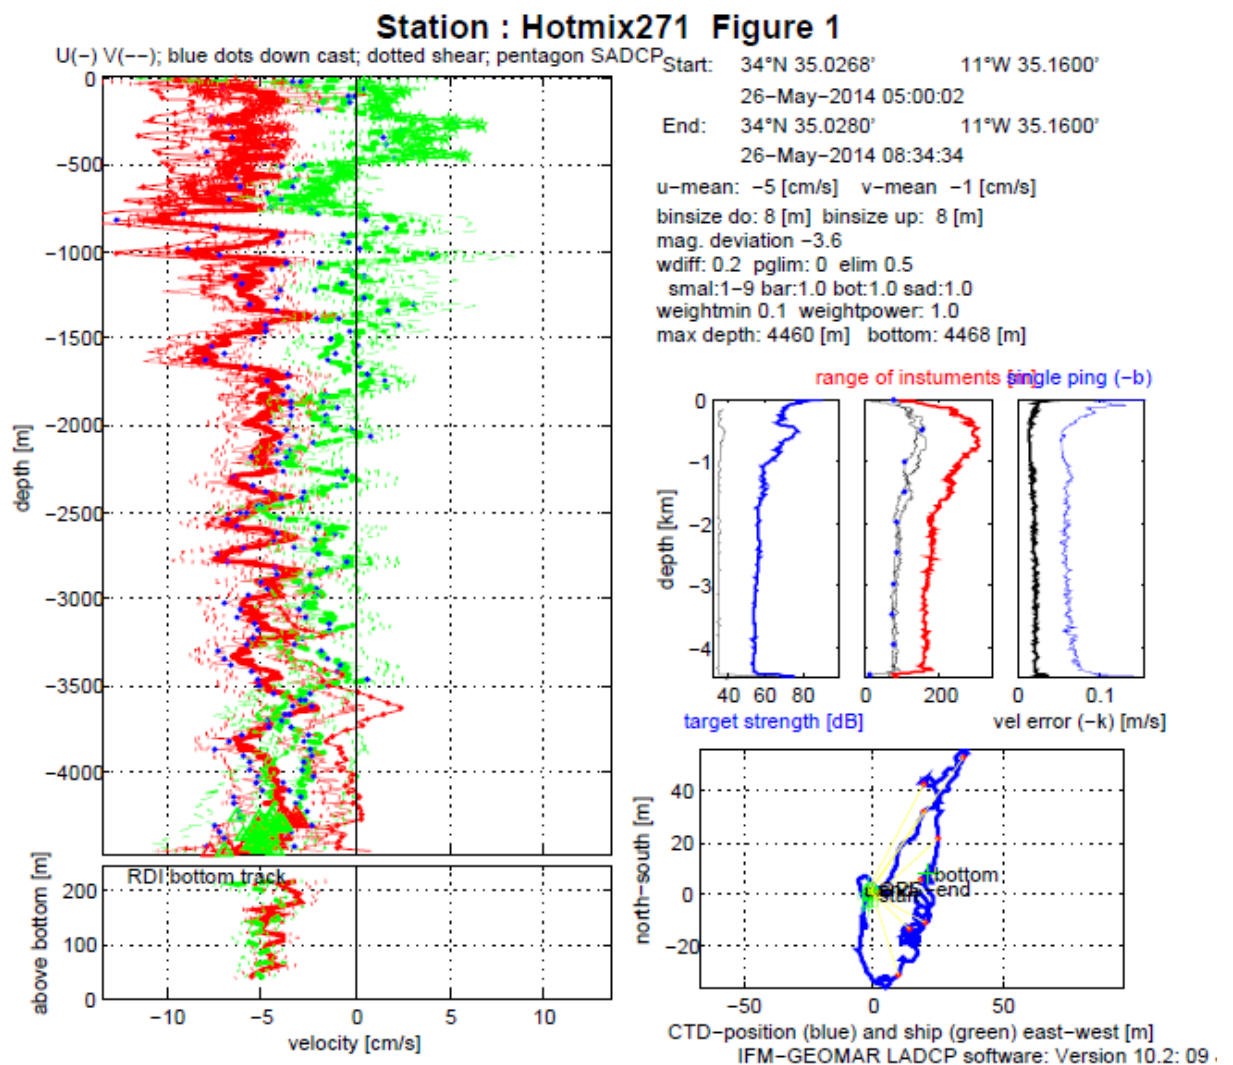 Station : Hotmix271 Figure 1
U(-) V(--); blue dots down cast; dotted shear; pentagon SADCP
Start: 34°N 35.0268' 11°W 35.1600'
26-May-2014 05:00:02
End: 34°N 35.0280' 11°W 35.1600'
26-May-2014 08:34:34
u-mean: -5 [cm/s] v-mean -1 [cm/s]
binsize do: 8 [m] binsize up: 8 [m]
mag. deviation -3.6
wdiff: 0.2 pglim: 0 elim 0.5
smal:1-9 bar:1.0 bot:1.0 sad:1.0
weightmin 0.1 weightpower: 1.0
max depth: 4460 [m] bottom: 4468 [m]
0
-500
-1000
-1500
-2000
-2500
-3000
-3500
-4000
depth [m]
RDI bottom track
200
100
0
above bottom [m]
-10 -5 0 5 10
velocity [cm/s]
range of instuments single ping (-b)
0
-1
-2
-3
-4
depth [km]
40 60 80 0 200 0 0.1
target strength [dB] vel error (-k) [m/s]
40
20
0
-20
north-south [m]
bottom
end
start
-50 0 50
CTD-position (blue) and ship (green) east-west [m]
IFM-GEOMAR LADCP software: Version 10.2: 09